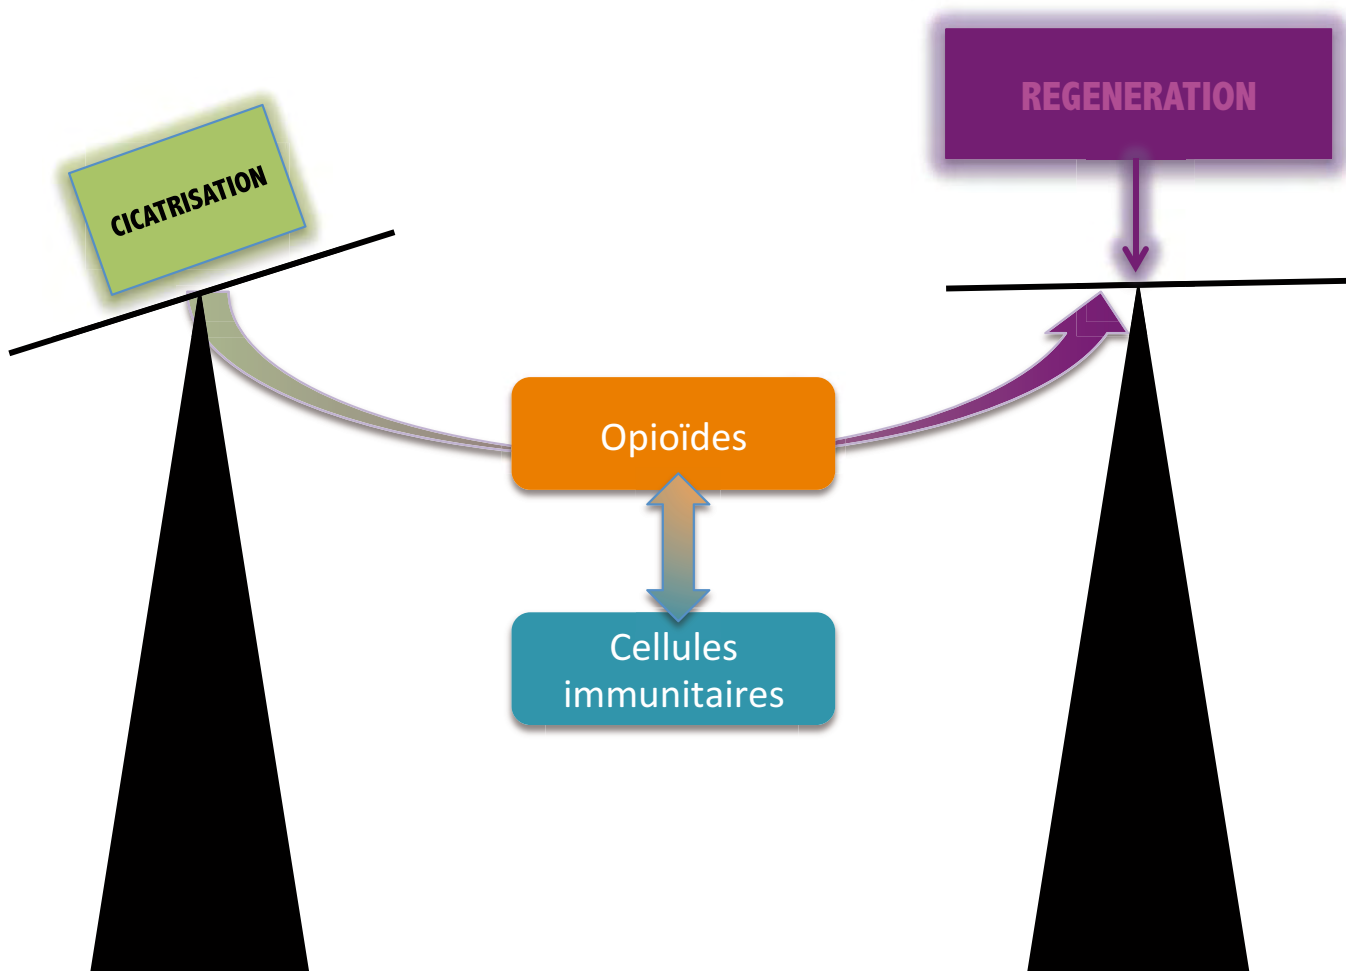 REGENERATION
CICATRISATION
Opioïdes
Cellules
immunitaires